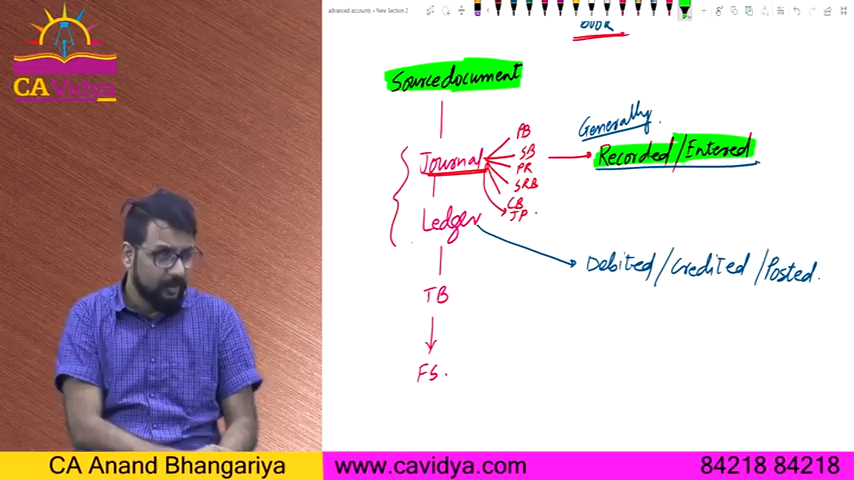 CA Vidya
advanced accounts • New Section 2
Book
Source document
Generally.
PB
SB
Journal
Recorded/Entered
PR
SRB
CB
JP.
Ledger
Debited/Credited/Posted.
TB
FS.
CA Anand Bhangariya
www.cavidya.com
84218 84218